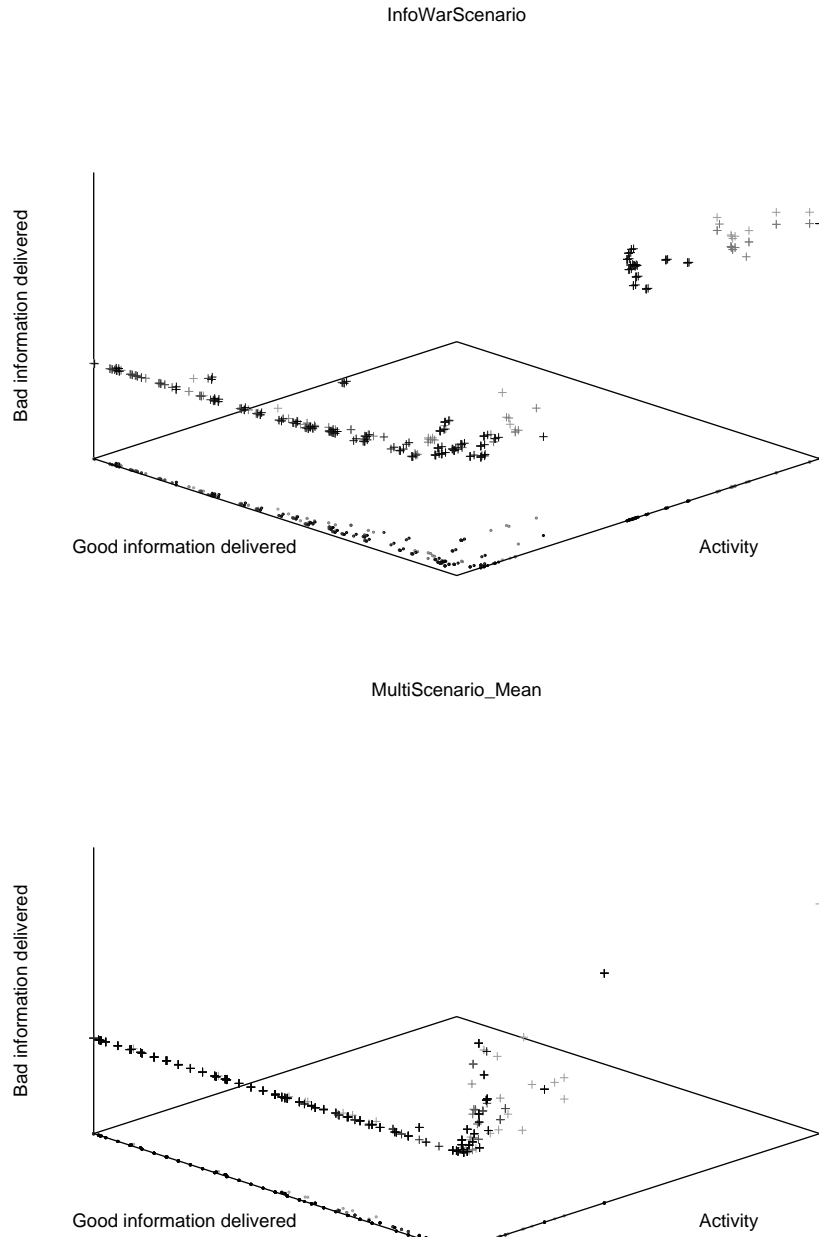 InfoWarScenario
Bad information delivered
Good information delivered
Activity
MultiScenario_Mean
Bad information delivered
Good information delivered
Activity